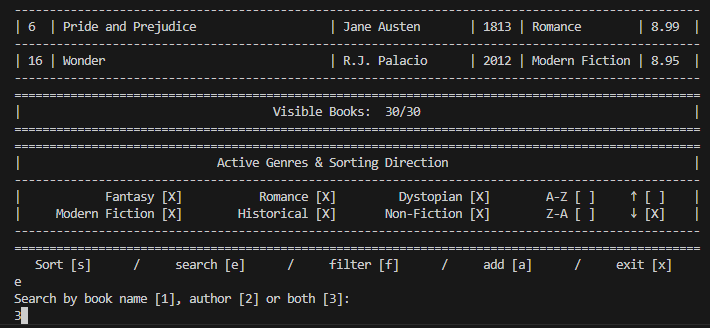 | 6 | Pride and Prejudice | Jane Austen | 1813 | Romance | 8.99 |
| 16 | Wonder | R.J. Palacio | 2012 | Modern Fiction | 8.95 |
| Visible Books: 30/30 |
| Active Genres & Sorting Direction |
| Fantasy [X] Romance [X] Dystopian [X] A-Z [ ] ↑ [ ] |
| Modern Fiction [X] Historical [X] Non-Fiction [X] Z-A [ ] ↓ [X] |
Sort [s] / search [e] / filter [f] / add [a] / exit [x]
e
Search by book name [1], author [2] or both [3]:
3